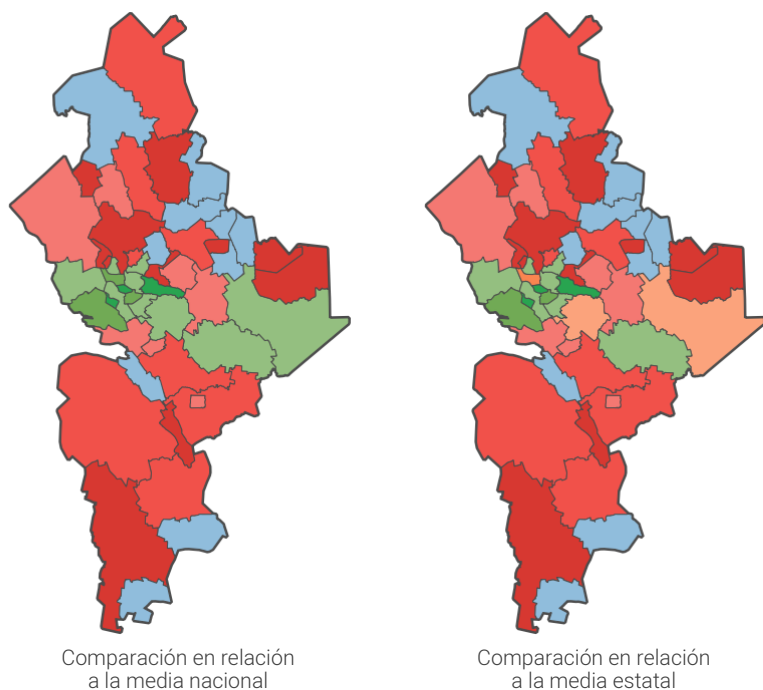 Comparación en relación
a la media nacional
Comparación en relación
a la media estatal